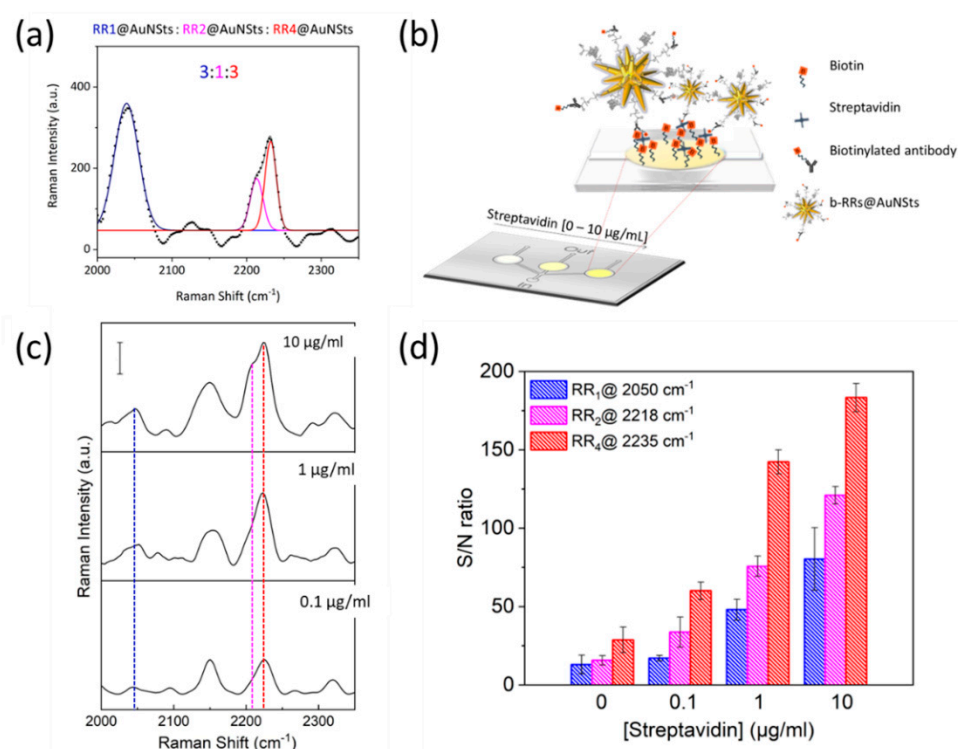 (a)
RR1@AuNSts : RR2@AuNSts : RR4@AuNSts
3:1:3
400
200
0
Raman Intensity (a.u.)
2000 2100 2200 2300
Raman Shift (cm-1)
(b)
Biotin
Streptavidin
Biotinylated antibody
b-RRs@AuNSts
Streptavidin [0 – 10 µg/mL]
Out
In
(c)
10 µg/ml
1 µg/ml
0.1 µg/ml
Raman Intensity (a.u.)
2000 2100 2200 2300
Raman Shift (cm-1)
(d)
200
150
100
50
0
S/N ratio
RR1@ 2050 cm-1
RR2@ 2218 cm-1
RR4@ 2235 cm-1
0 0.1 1 10
[Streptavidin] (µg/ml)